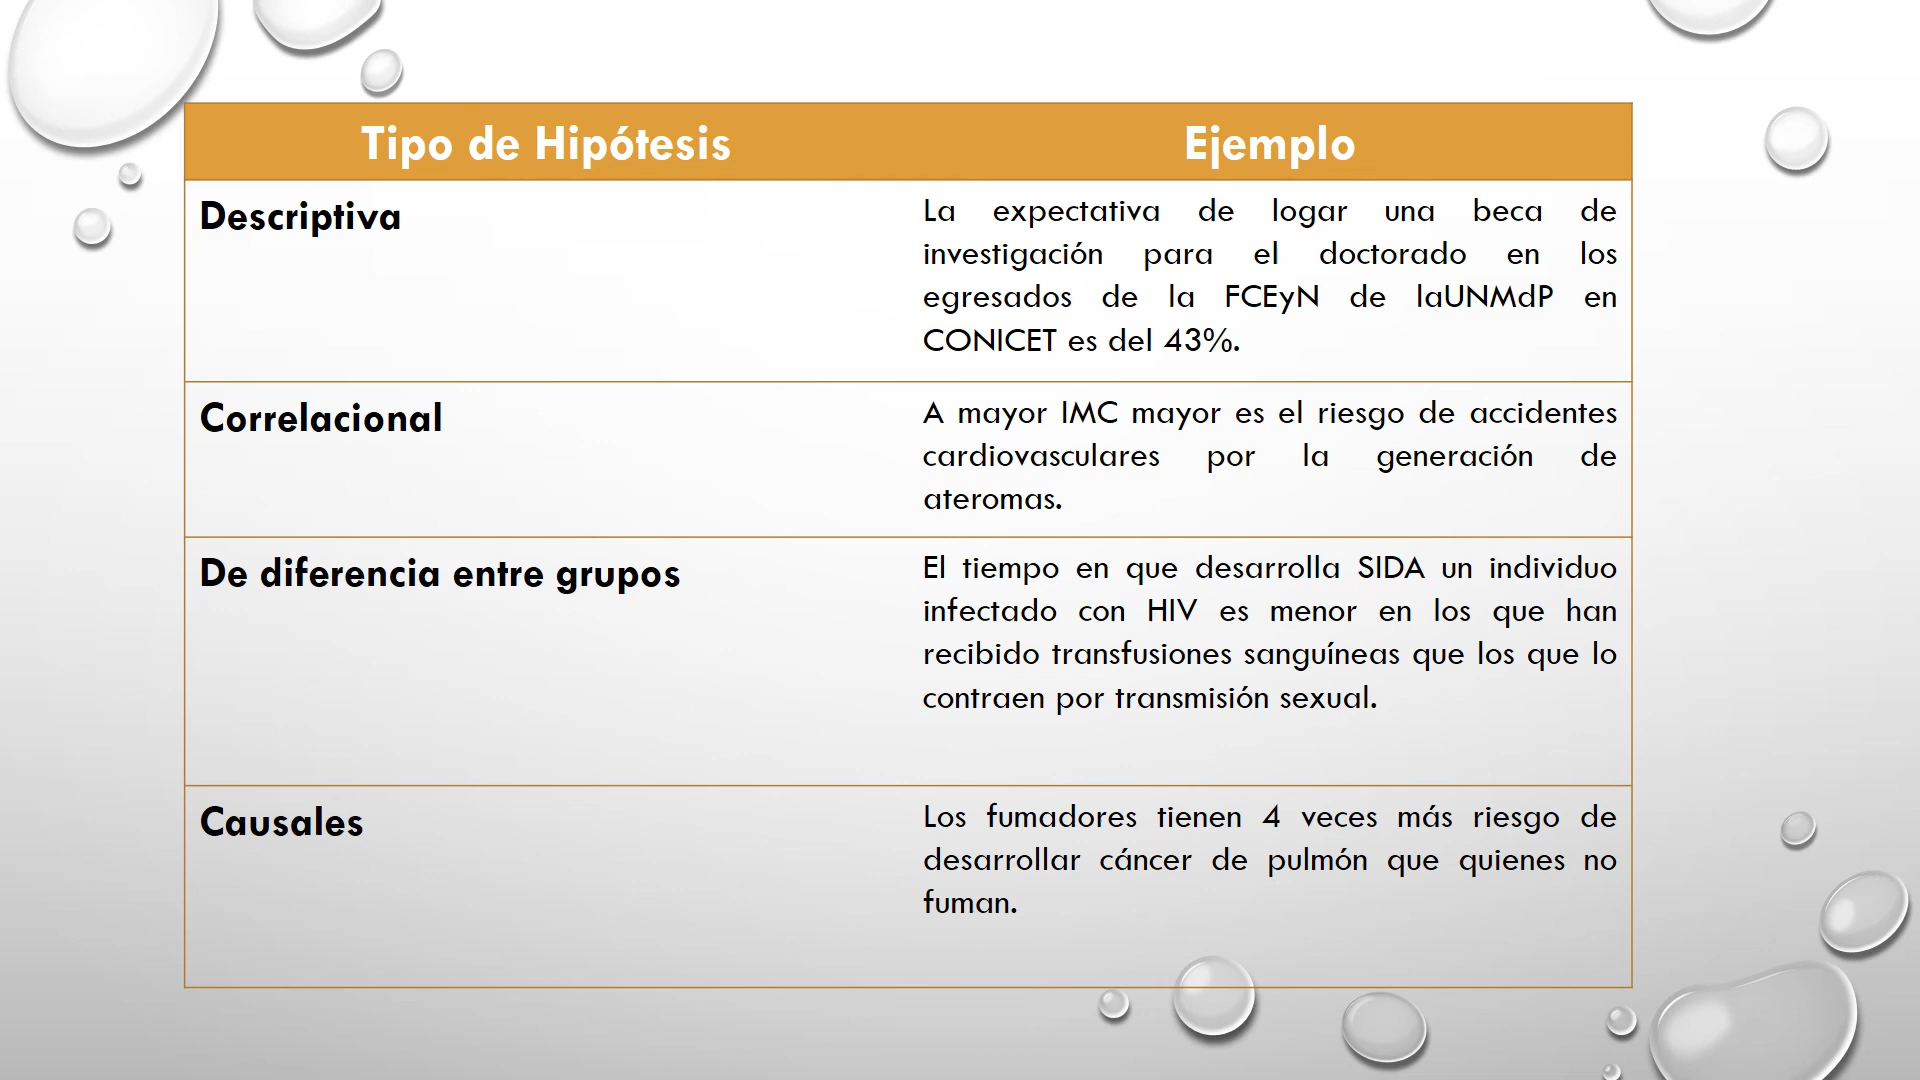 Tipo de Hipótesis
Ejemplo
Descriptiva
La expectativa de logar una beca de
investigación para el doctorado en los
egresados de la FCEyN de laUNMdP en
CONICET es del 43%.
Correlacional
A mayor IMC mayor es el riesgo de accidentes
cardiovasculares por la generación de
ateromas.
De diferencia entre grupos
El tiempo en que desarrolla SIDA un individuo
infectado con HIV es menor en los que han
recibido transfusiones sanguíneas que los que lo
contraen por transmisión sexual.
Causales
Los fumadores tienen 4 veces más riesgo de
desarrollar cáncer de pulmón que quienes no
fuman.